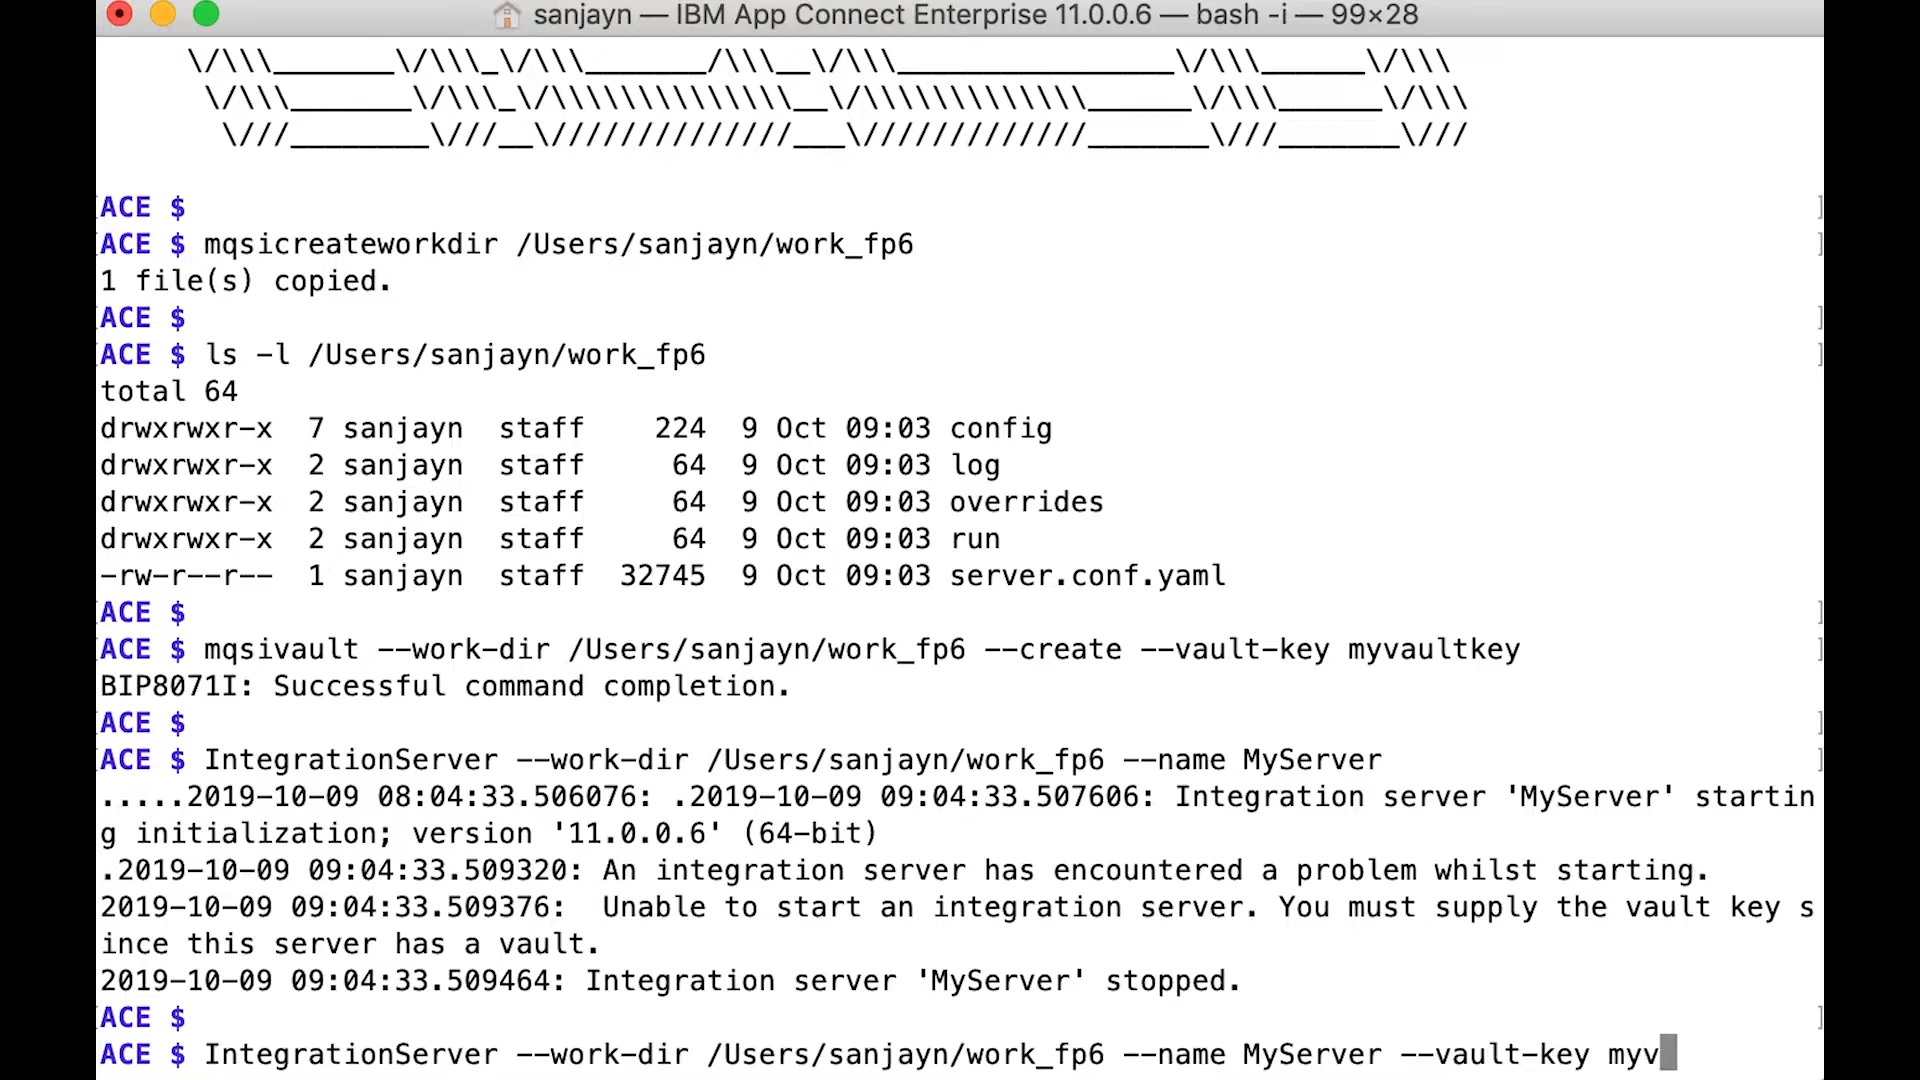 sanjayn — IBM App Connect Enterprise 11.0.0.6 — bash -i — 99×28
\/\\\_______\/\\\_\/\\\_______/\\\__\/\\\________________\/\\\______\/\\\
\/\\\_______\/\\\_\/\\\\\\\\\\\\\\__\/\\\\\\\\\\\\\______\/\\\______\/\\\
\///________\///__\//////////////___\/////////////_______\///_______\///
ACE $
ACE $ mqsicreateworkdir /Users/sanjayn/work_fp6
1 file(s) copied.
ACE $
ACE $ ls -l /Users/sanjayn/work_fp6
total 64
drwxrwxr-x  7 sanjayn  staff    224  9 Oct 09:03 config
drwxrwxr-x  2 sanjayn  staff     64  9 Oct 09:03 log
drwxrwxr-x  2 sanjayn  staff     64  9 Oct 09:03 overrides
drwxrwxr-x  2 sanjayn  staff     64  9 Oct 09:03 run
-rw-r--r--  1 sanjayn  staff  32745  9 Oct 09:03 server.conf.yaml
ACE $
ACE $ mqsivault --work-dir /Users/sanjayn/work_fp6 --create --vault-key myvaultkey
BIP8071I: Successful command completion.
ACE $
ACE $ IntegrationServer --work-dir /Users/sanjayn/work_fp6 --name MyServer
.....2019-10-09 08:04:33.506076: .2019-10-09 09:04:33.507606: Integration server 'MyServer' startin
g initialization; version '11.0.0.6' (64-bit)
.2019-10-09 09:04:33.509320: An integration server has encountered a problem whilst starting.
2019-10-09 09:04:33.509376:  Unable to start an integration server. You must supply the vault key s
ince this server has a vault.
2019-10-09 09:04:33.509464: Integration server 'MyServer' stopped.
ACE $
ACE $ IntegrationServer --work-dir /Users/sanjayn/work_fp6 --name MyServer --vault-key myv